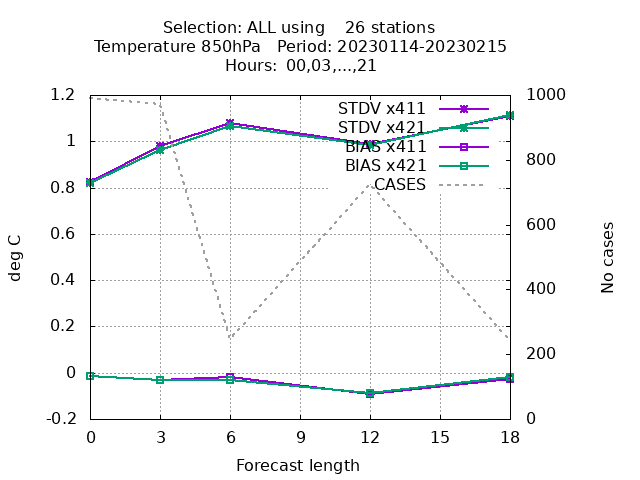 Selection: ALL using    26 stations
Temperature 850hPa   Period: 20230114-20230215
Hours: 00,03,...,21
STDV x411
STDV x421
BIAS x411
BIAS x421
CASES
1.2
1
0.8
0.6
0.4
0.2
0
-0.2
deg C
1000
800
600
400
200
0
No cases
0 3 6 9 12 15 18
Forecast length